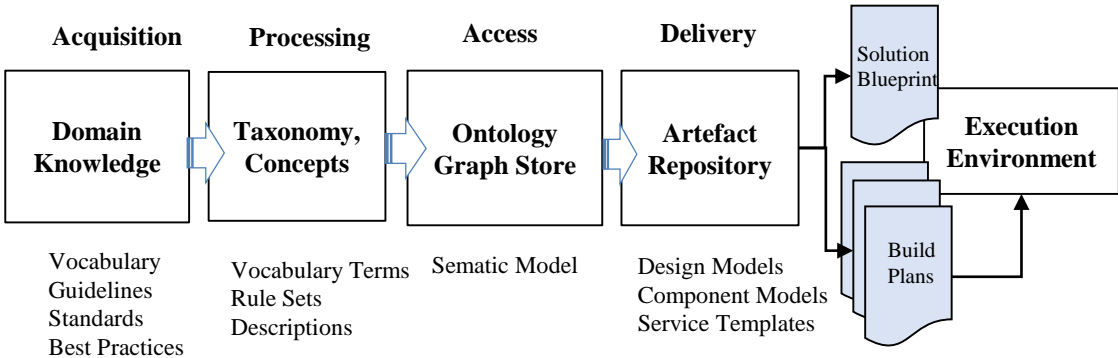 Acquisition
Processing
Access
Delivery
Domain
Knowledge
Taxonomy,
Concepts
Ontology
Graph Store
Artefact
Repository
Solution
Blueprint
Execution
Environment
Build
Plans
Vocabulary
Guidelines
Standards
Best Practices
Vocabulary Terms
Rule Sets
Descriptions
Sematic Model
Design Models
Component Models
Service Templates